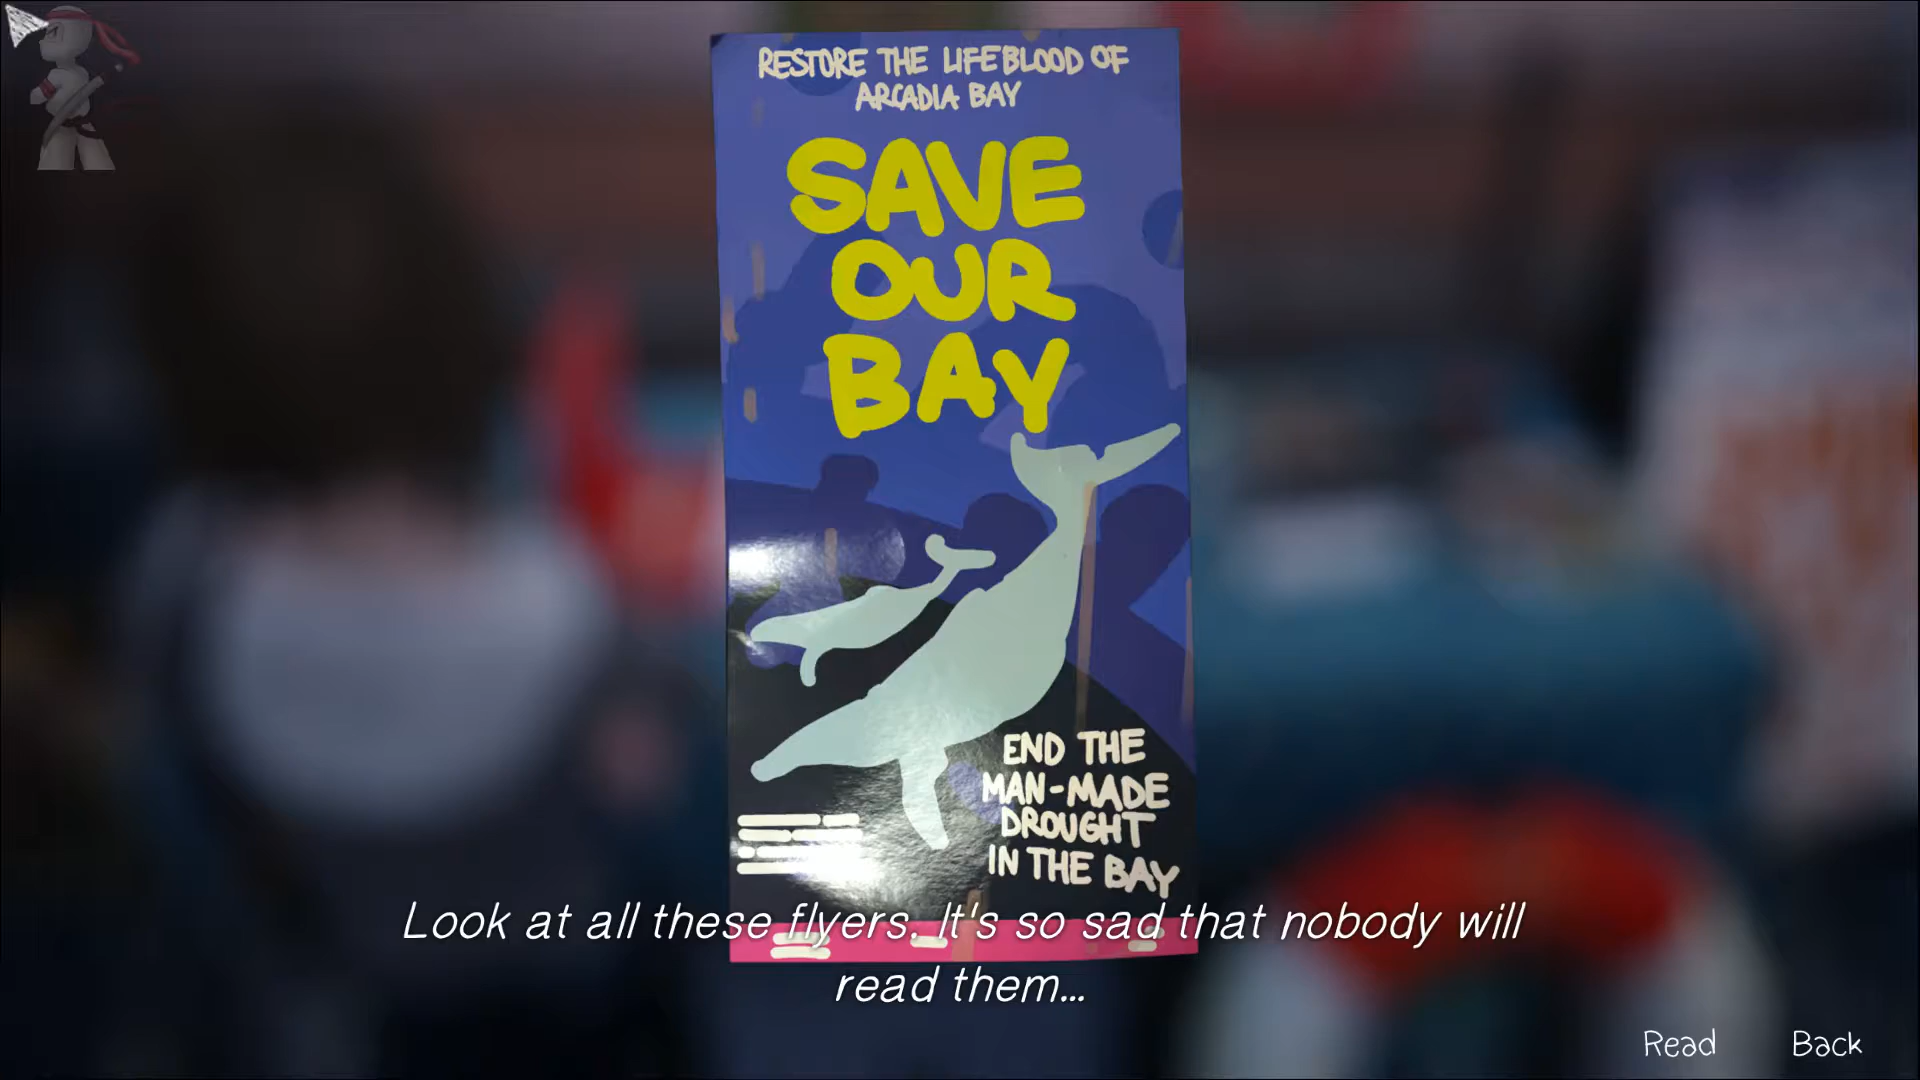 RESTORE THE LIFEBLOOD OF
ARCADIA BAY
SAVE
OUR
BAY
END THE
MAN-MADE
DROUGHT
IN THE BAY
Look at all these flyers. It's so sad that nobody will
read them...
Read Back